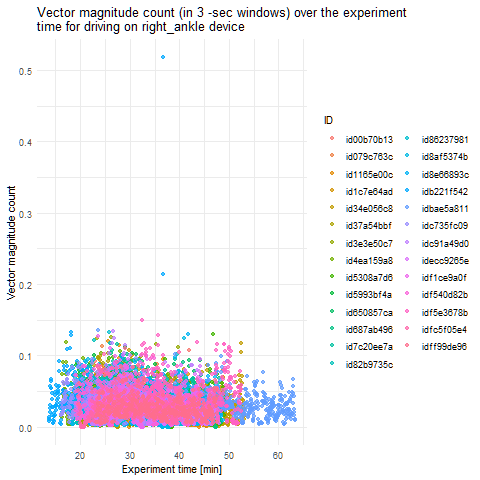 Vector magnitude count (in 3 -sec windows) over the experiment
time for driving on right_ankle device
Vector magnitude count
0.5
0.4
0.3
0.2
0.1
0.0
20
30
40
50
60
Experiment time [min]
ID
id00b70b13
id079c763c
id1165e00c
id1c7e64ad
id34e056c8
id37a54bbf
id3e3e50c7
id4ea159a8
id5308a7d6
id5993bf4a
id650857ca
id687ab496
id7c20ee7a
id82b9735c
id86237981
id8af5374b
id8e66893c
idb221f542
idbae5a811
idc735fc09
idc91a49d0
idecc9265e
idf1ce9a0f
idf540d82b
idf5e3678b
idfc5f05e4
idff99de96